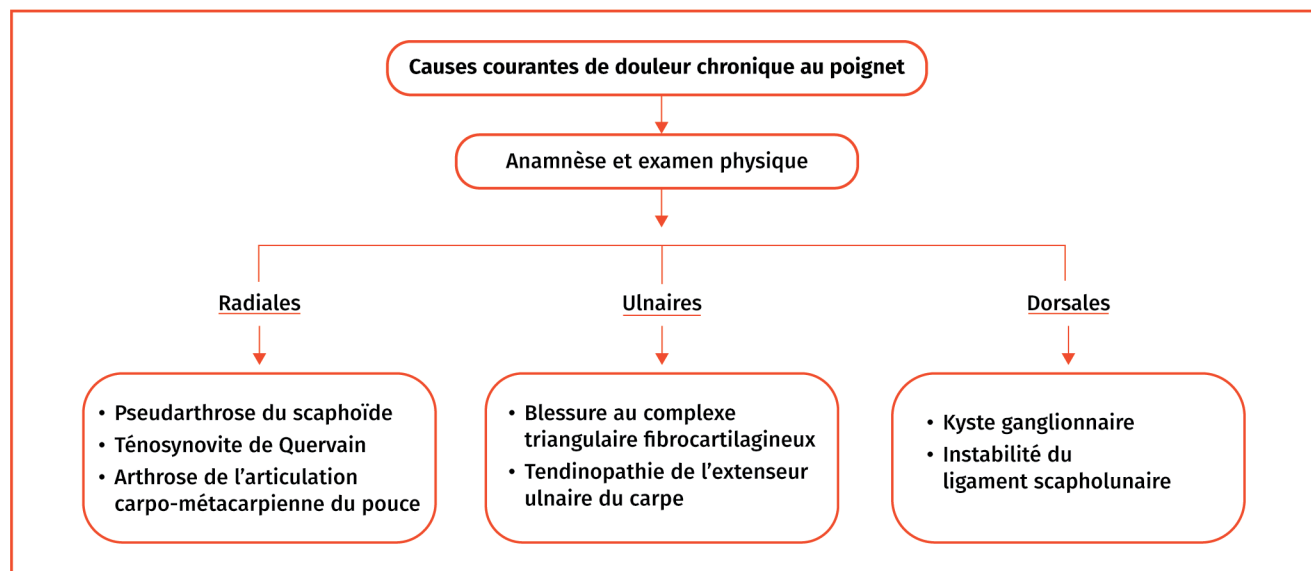 Causes courantes de douleur chronique au poignet
Anamnèse et examen physique
Radiales
Ulnaires
Dorsales
• Pseudarthrose du scaphoïde
• Ténosynovite de Quervain
• Arthrose de l’articulation
carpo-métacarpienne du pouce
• Blessure au complexe
triangulaire fibrocartilagineux
• Tendinopathie de l’extenseur
ulnaire du carpe
• Kyste ganglionnaire
• Instabilité du
ligament scapholunaire